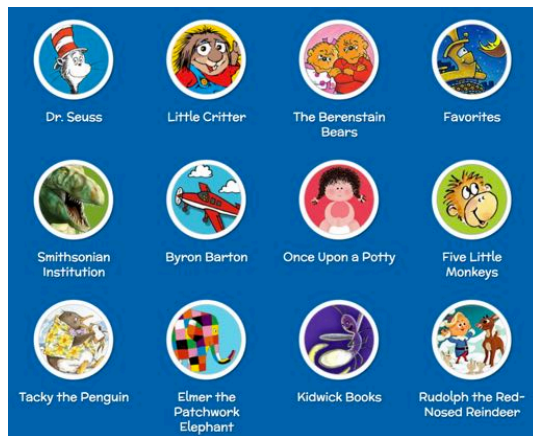 Dr. Seuss
Little Critter
The Berenstain
Bears
Favorites
Smithsonian
Institution
Byron Barton
Once Upon a Potty
Five Little
Monkeys
Tacky the Penguin
Elmer the
Patchwork
Elephant
Kidwick Books
Rudolph the Red-
Nosed Reindeer